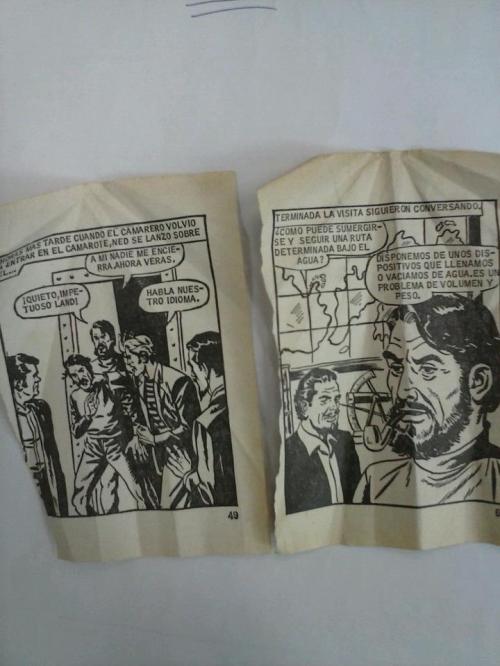 HORAS MAS TARDE CUANDO EL CAMARERO VOLVIO
ENTRAR EN EL CAMAROTE, NED SE LANZO SOBRE
EL...
A MI NADIE ME ENCIE-
RRA AHORA VERAS.
¡QUIETO, IMPE-
TUOSO LAND!
HABLA NUES-
TRO IDIOMA.
49
TERMINADA LA VISITA SIGUIERON CONVERSANDO.
¿COMO PUEDE SUMERGIR-
SE Y SEGUIR UNA RUTA
DETERMINADA BAJO EL
AGUA?
DISPONEMOS DE UNOS DIS-
POSITIVOS QUE LLENAMOS
O VACIAMOS DE AGUA. ES UN
PROBLEMA DE VOLUMEN Y
PESO.